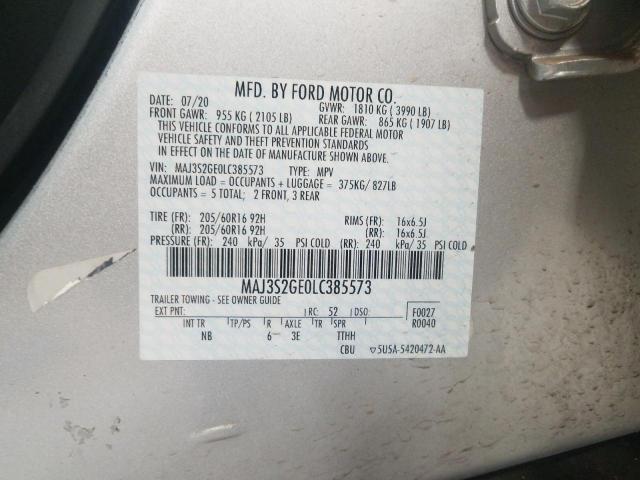 MFD. BY FORD MOTOR CO.
DATE: 07/20 GVWR: 1810 KG ( 3990 LB)
FRONT GAWR: 955 KG ( 2105 LB) REAR GAWR: 865 KG ( 1907 LB)
THIS VEHICLE CONFORMS TO ALL APPLICABLE FEDERAL MOTOR
VEHICLE SAFETY AND THEFT PREVENTION STANDARDS
IN EFFECT ON THE DATE OF MANUFACTURE SHOWN ABOVE.
VIN: MAJ3S2GE0LC385573 TYPE: MPV
MAXIMUM LOAD = OCCUPANTS + LUGGAGE = 375KG/ 827LB
OCCUPANTS = 5 TOTAL; 2 FRONT, 3 REAR
TIRE (FR): 205/60R16 92H RIMS (FR): 16x6.5J
(RR): 205/60R16 92H (RR): 16x6.5J
PRESSURE (FR): 240 kPa/ 35 PSI COLD (RR): 240 kPa/ 35 PSI COLD
MAJ3S2GE0LC385573
TRAILER TOWING - SEE OWNER GUIDE
EXT PNT: RC: 52 DSO: F0027
INT TR TP/PS R AXLE TR SPR R0040
NB 6 3E TTHH
CBU ▽5U5A-5420472-AA